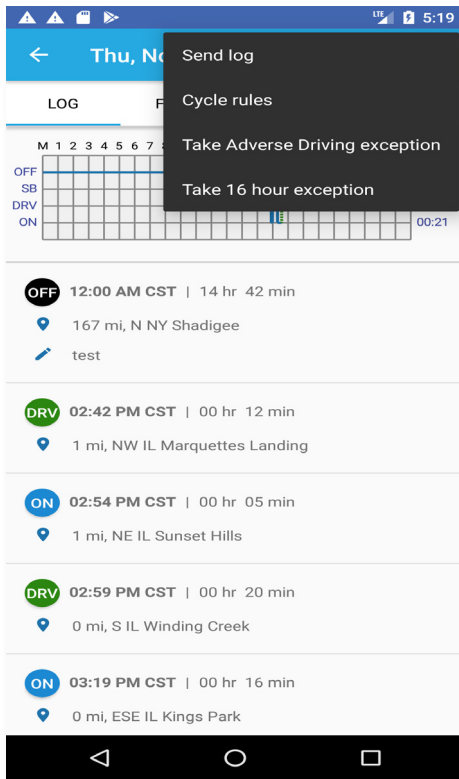 LTE 5:19
Thu, No
Send log
Cycle rules
Take Adverse Driving exception
Take 16 hour exception
LOG
F
M 1 2 3 4 5 6 7 8
OFF
SB
DRV
ON 00:21
OFF 12:00 AM CST | 14 hr 42 min
167 mi, N NY Shadigee
test
DRV 02:42 PM CST | 00 hr 12 min
1 mi, NW IL Marquettes Landing
ON 02:54 PM CST | 00 hr 05 min
1 mi, NE IL Sunset Hills
DRV 02:59 PM CST | 00 hr 20 min
0 mi, S IL Winding Creek
ON 03:19 PM CST | 00 hr 16 min
0 mi, ESE IL Kings Park